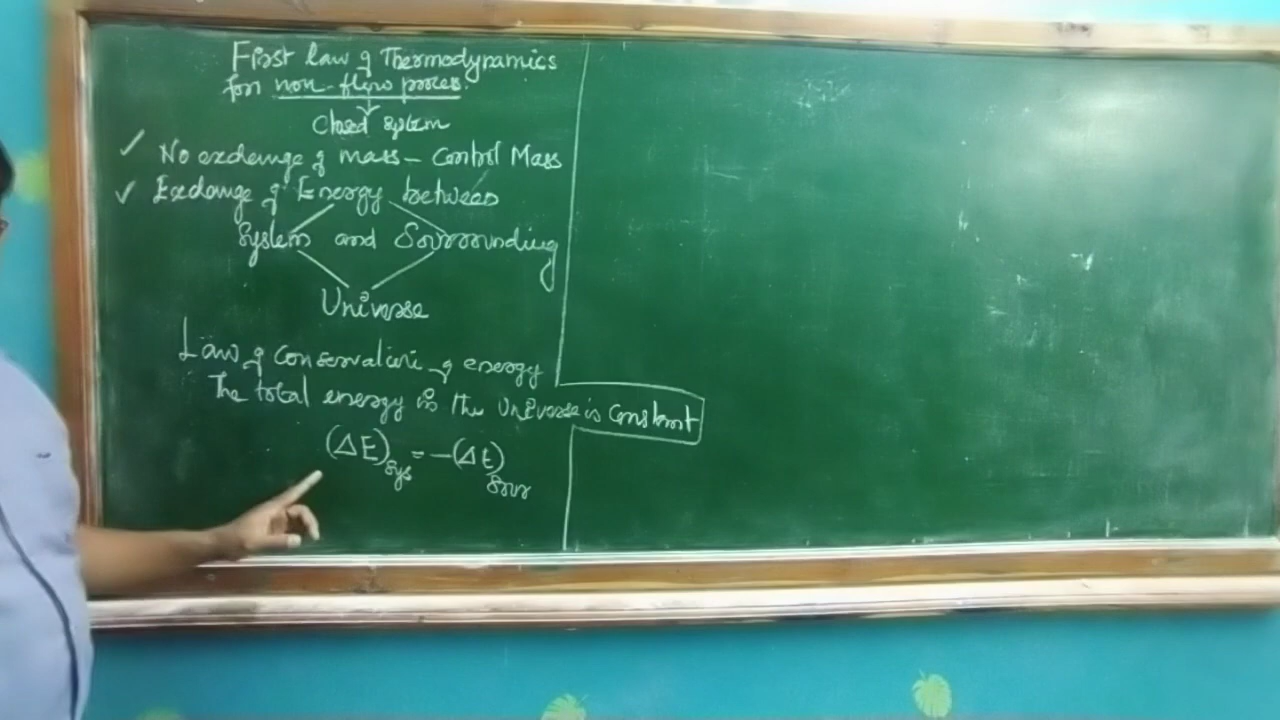 First law of Thermodynamics
for non-flow process.
Closed system
✓ No exchange of mass - Control Mass
✓ Exchange of Energy between
System and Sourrounding
Universe
Law of Conservation of energy
The total energy in the Universe is Constant
(ΔE)sys = -(ΔE)Sour